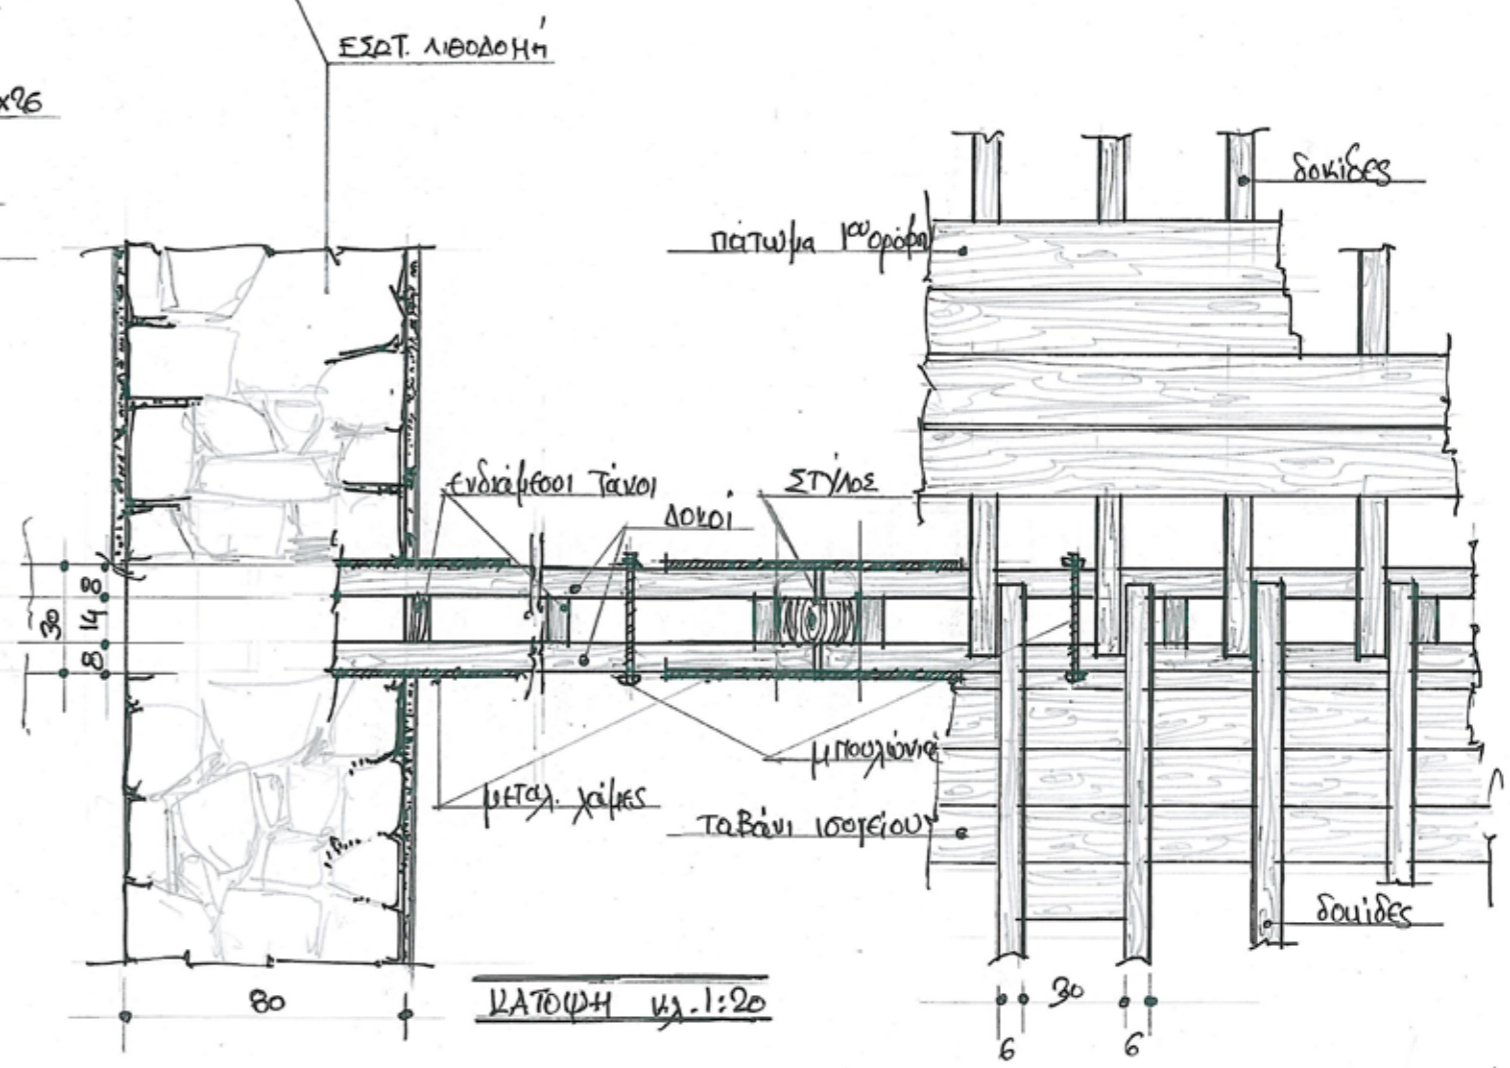 ΕΣΩΤ. ΛΙΘΟΔΟΜή
x26
δοκίδες
πάτωμα 1ου ορόφου
ενδιάμεσοι τάκοι
ΣΤΎΛΟΣ
ΔΟΚΟί
8
30
14
8
μπουλόνια
μεταλ. λάμες
ταβάνι ισογείου
δοκίδες
80
ΚΑΤΟΨΗ κλ. 1:20
30
6
6